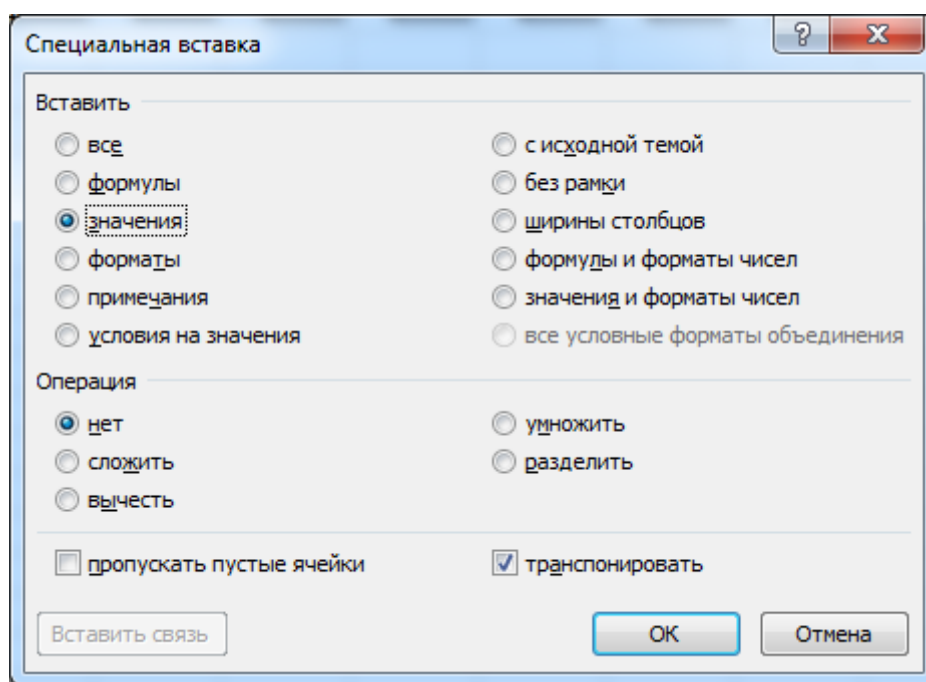 Специальная вставка
Вставить
все
с исходной темой
формулы
без рамки
значения
ширины столбцов
форматы
формулы и форматы чисел
примечания
значения и форматы чисел
условия на значения
все условные форматы объединения
Операция
нет
умножить
сложить
разделить
вычесть
пропускать пустые ячейки
транспонировать
Вставить связь
ОК
Отмена